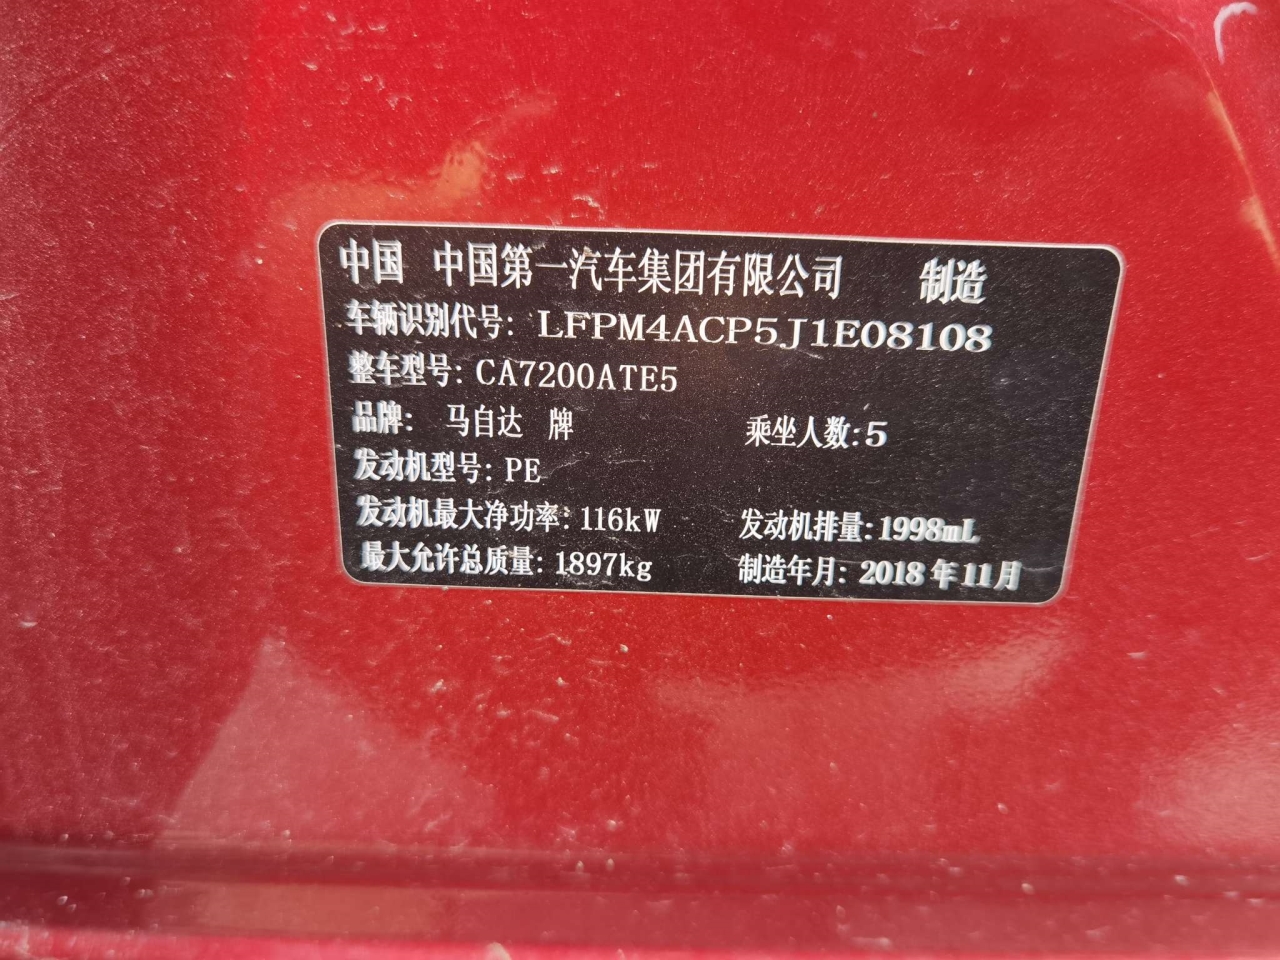 中国 中国第一汽车集团有限公司 制造
车辆识别代号: LFPM4ACP5J1E08108
整车型号: CA7200ATE5
品牌: 马自达 牌 乘坐人数: 5
发动机型号: PE
发动机最大净功率: 116kW 发动机排量: 1998mL
最大允许总质量: 1897kg 制造年月: 2018年11月